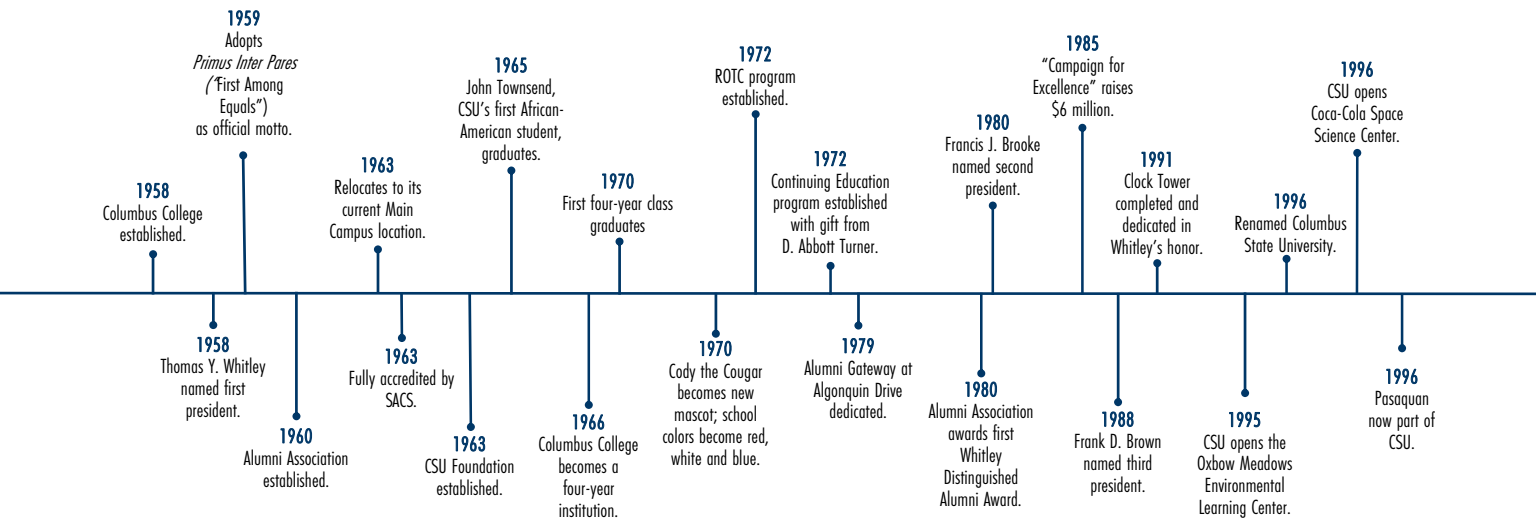 1958
Columbus College
established.
1958
Thomas Y. Whitley
named first
president.
1959
Adopts
Primus Inter Pares
(“First Among
Equals”)
as official motto.
1960
Alumni Association
established.
1963
Relocates to its
current Main
Campus location.
1963
Fully accredited by
SACS.
1963
CSU Foundation
established.
1965
John Townsend,
CSU’s first African-
American student,
graduates.
1966
Columbus College
becomes a
four-year
institution.
1970
First four-year class
graduates
1970
Cody the Cougar
becomes new
mascot; school
colors become red,
white and blue.
1972
ROTC program
established.
1972
Continuing Education
program established
with gift from
D. Abbott Turner.
1979
Alumni Gateway at
Algonquin Drive
dedicated.
1980
Alumni Association
awards first
Whitley
Distinguished
Alumni Award.
1980
Francis J. Brooke
named second
president.
1985
“Campaign for
Excellence” raises
$6 million.
1988
Frank D. Brown
named third
president.
1991
Clock Tower
completed and
dedicated in
Whitley’s honor.
1995
CSU opens the
Oxbow Meadows
Environmental
Learning Center.
1996
Renamed Columbus
State University.
1996
CSU opens
Coca-Cola Space
Science Center.
1996
Pasaquan
now part of
CSU.